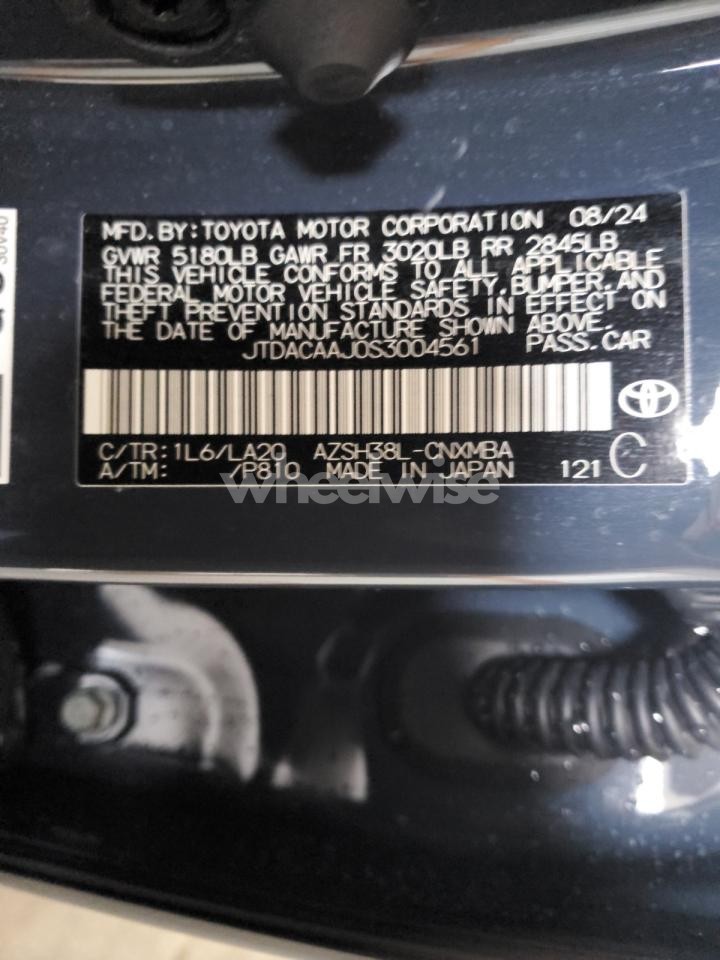 MFD.BY:TOYOTA MOTOR CORPORATION 08/24
GVWR 5180LB GAWR FR 3020LB RR 2845LB
THIS VEHICLE CONFORMS TO ALL APPLICABLE
FEDERAL MOTOR VEHICLE SAFETY.BUMPER.AND
THEFT PREVENTION STANDARDS IN EFFECT ON
THE DATE OF MANUFACTURE SHOWN ABOVE.
JTDACAAJ0S3004561 PASS.CAR
C/TR:1L6/LA20 AZSH38L-CNXMBA
A/TM: /P810 MADE IN JAPAN 121 C
wheelwise